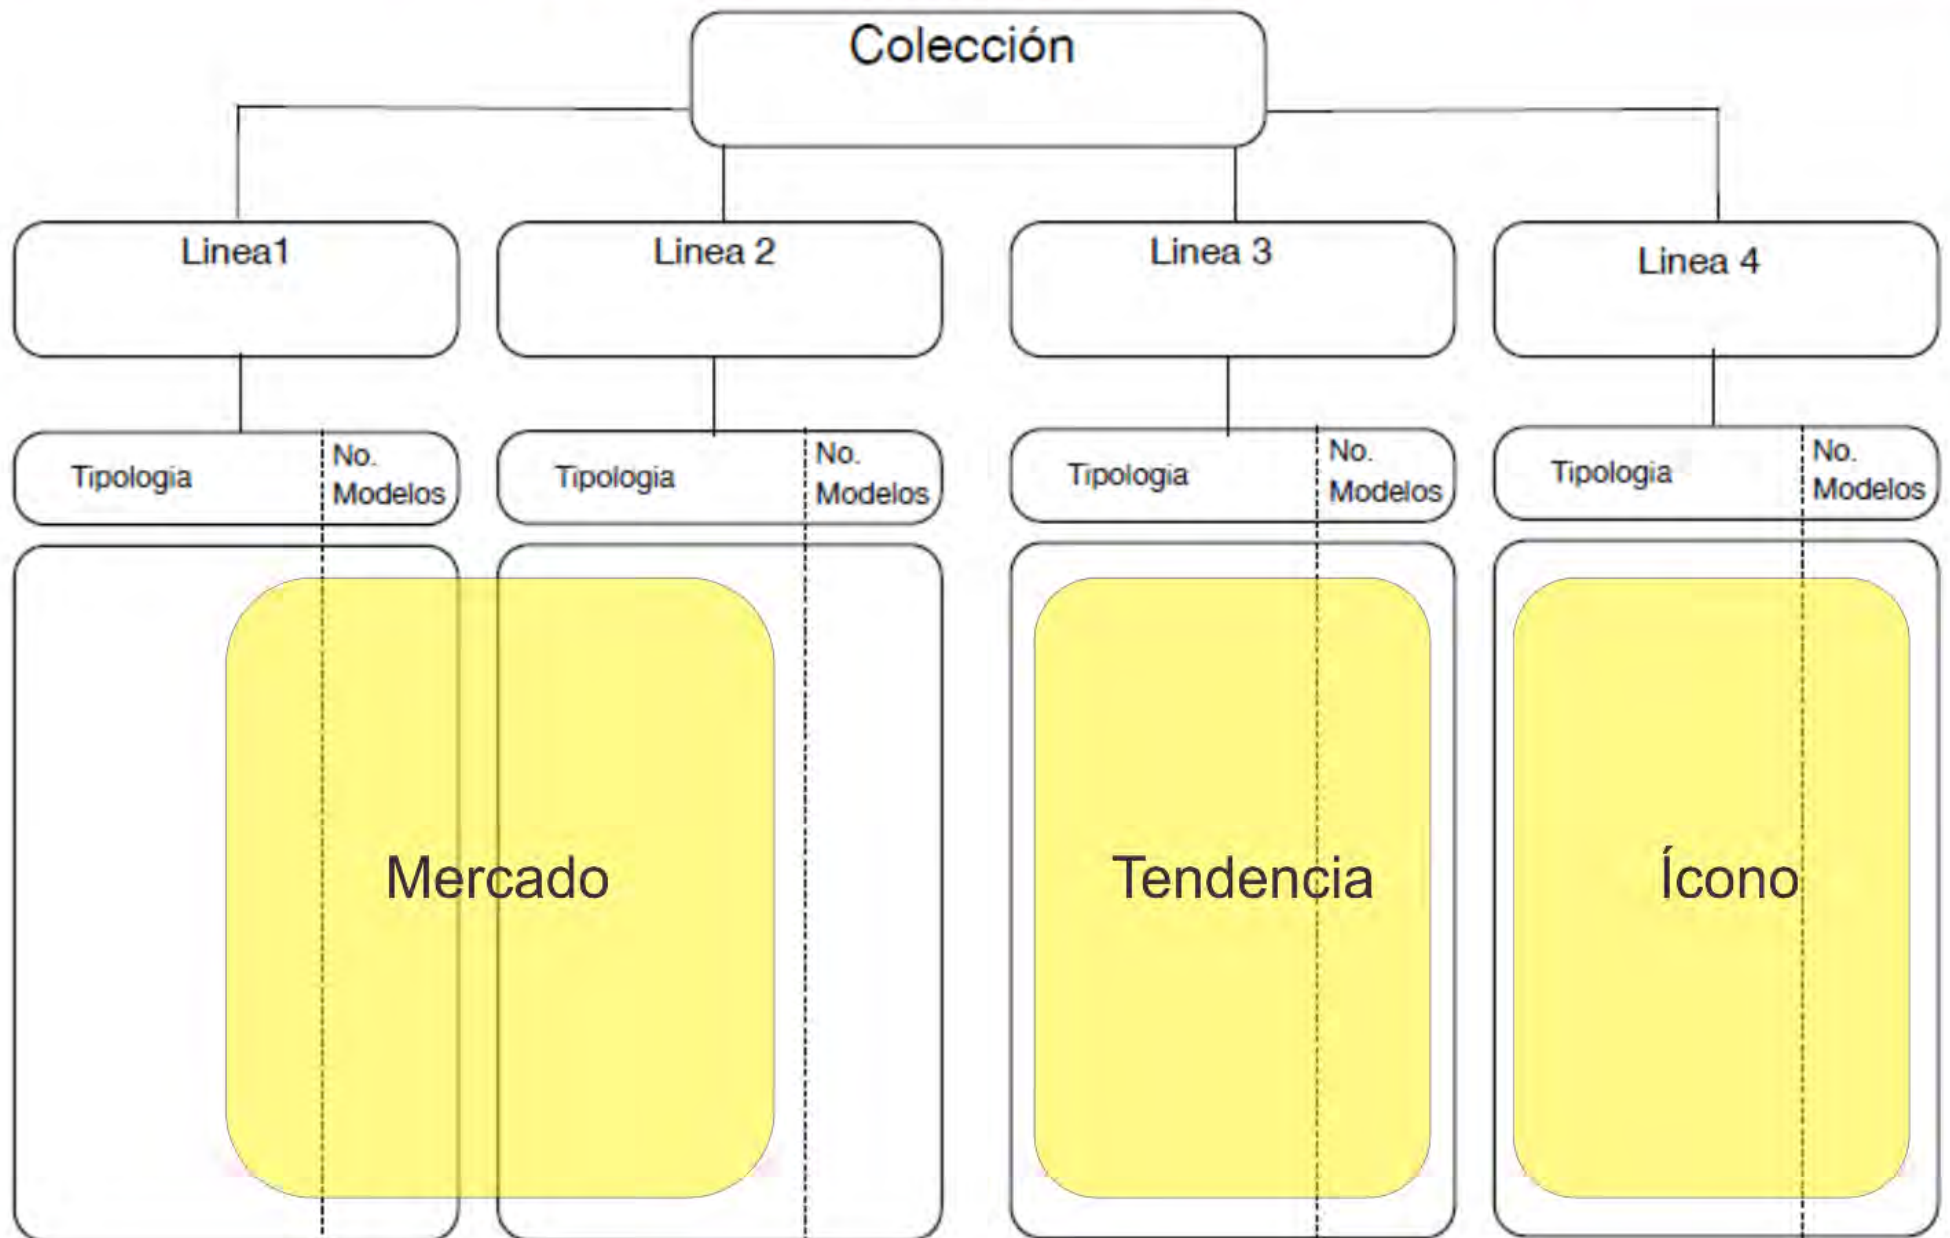 Colección
Linea1
Linea 2
Linea 3
Linea 4
Tipologia
No.
Modelos
Tipologia
No.
Modelos
Tipologia
No.
Modelos
Tipologia
No.
Modelos
Mercado
Tendencia
Ícono